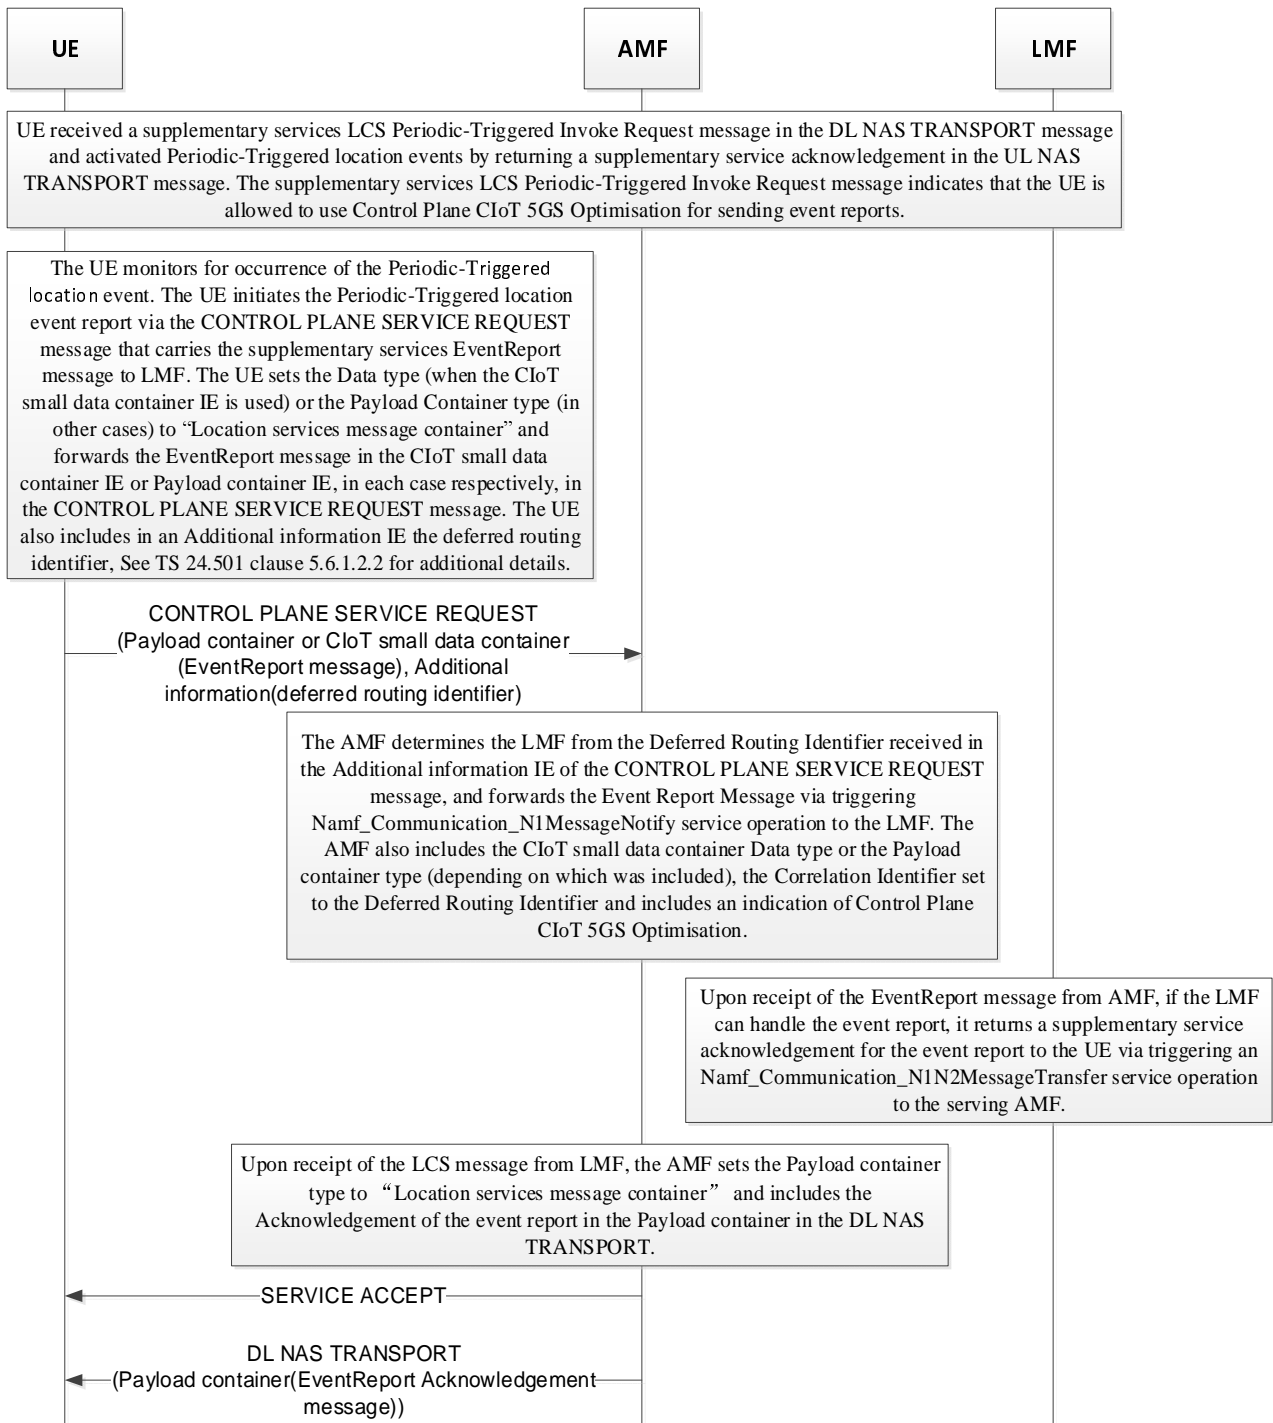 UE
AMF
LMF
UE received a supplementary services LCS Periodic-Triggered Invoke Request message in the DL NAS TRANSPORT message
and activated Periodic-Triggered location events by returning a supplementary service acknowledgement in the UL NAS
TRANSPORT message. The supplementary services LCS Periodic-Triggered Invoke Request message indicates that the UE is
allowed to use Control Plane CIoT 5GS Optimisation for sending event reports.
The UE monitors for occurrence of the Periodic-Triggered
location event. The UE initiates the Periodic-Triggered location
event report via the CONTROL PLANE SERVICE REQUEST
message that carries the supplementary services EventReport
message to LMF. The UE sets the Data type (when the CIoT
small data container IE is used) or the Payload Container type (in
other cases) to “Location services message container” and
forwards the EventReport message in the CIoT small data
container IE or Payload container IE, in each case respectively, in
the CONTROL PLANE SERVICE REQUEST message. The UE
also includes in an Additional information IE the deferred routing
identifier, See TS 24.501 clause 5.6.1.2.2 for additional details.
CONTROL PLANE SERVICE REQUEST
(Payload container or CIoT small data container
(EventReport message), Additional
information(deferred routing identifier)
The AMF determines the LMF from the Deferred Routing Identifier received in
the Additional information IE of the CONTROL PLANE SERVICE REQUEST
message, and forwards the Event Report Message via triggering
Namf_Communication_N1MessageNotify service operation to the LMF. The
AMF also includes the CIoT small data container Data type or the Payload
container type (depending on which was included), the Correlation Identifier set
to the Deferred Routing Identifier and includes an indication of Control Plane
CIoT 5GS Optimisation.
Upon receipt of the EventReport message from AMF, if the LMF
can handle the event report, it returns a supplementary service
acknowledgement for the event report to the UE via triggering an
Namf_Communication_N1N2MessageTransfer service operation
to the serving AMF.
Upon receipt of the LCS message from LMF, the AMF sets the Payload container
type to “Location services message container” and includes the
Acknowledgement of the event report in the Payload container in the DL NAS
TRANSPORT.
SERVICE ACCEPT
DL NAS TRANSPORT
(Payload container(EventReport Acknowledgement
message))